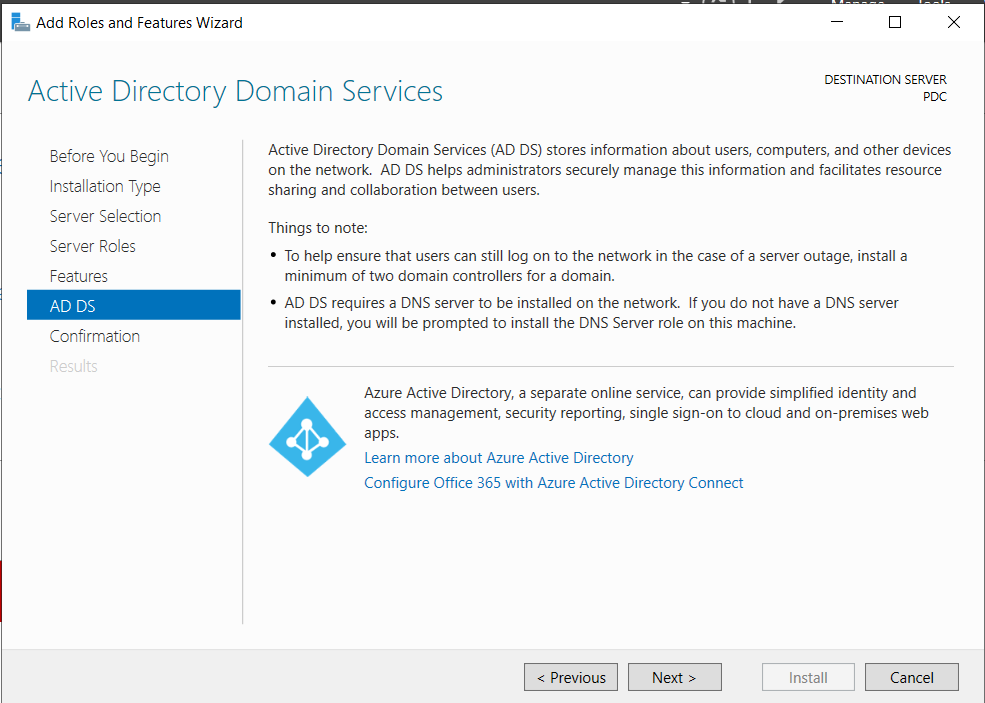 Add Roles and Features Wizard
Active Directory Domain Services
DESTINATION SERVER
PDC
Before You Begin
Installation Type
Server Selection
Server Roles
Features
AD DS
Confirmation
Results
Active Directory Domain Services (AD DS) stores information about users, computers, and other devices
on the network.  AD DS helps administrators securely manage this information and facilitates resource
sharing and collaboration between users.
Things to note:
• To help ensure that users can still log on to the network in the case of a server outage, install a
minimum of two domain controllers for a domain.
• AD DS requires a DNS server to be installed on the network.  If you do not have a DNS server
installed, you will be prompted to install the DNS Server role on this machine.
Azure Active Directory, a separate online service, can provide simplified identity and
access management, security reporting, single sign-on to cloud and on-premises web
apps.
Learn more about Azure Active Directory
Configure Office 365 with Azure Active Directory Connect
< Previous
Next >
Install
Cancel